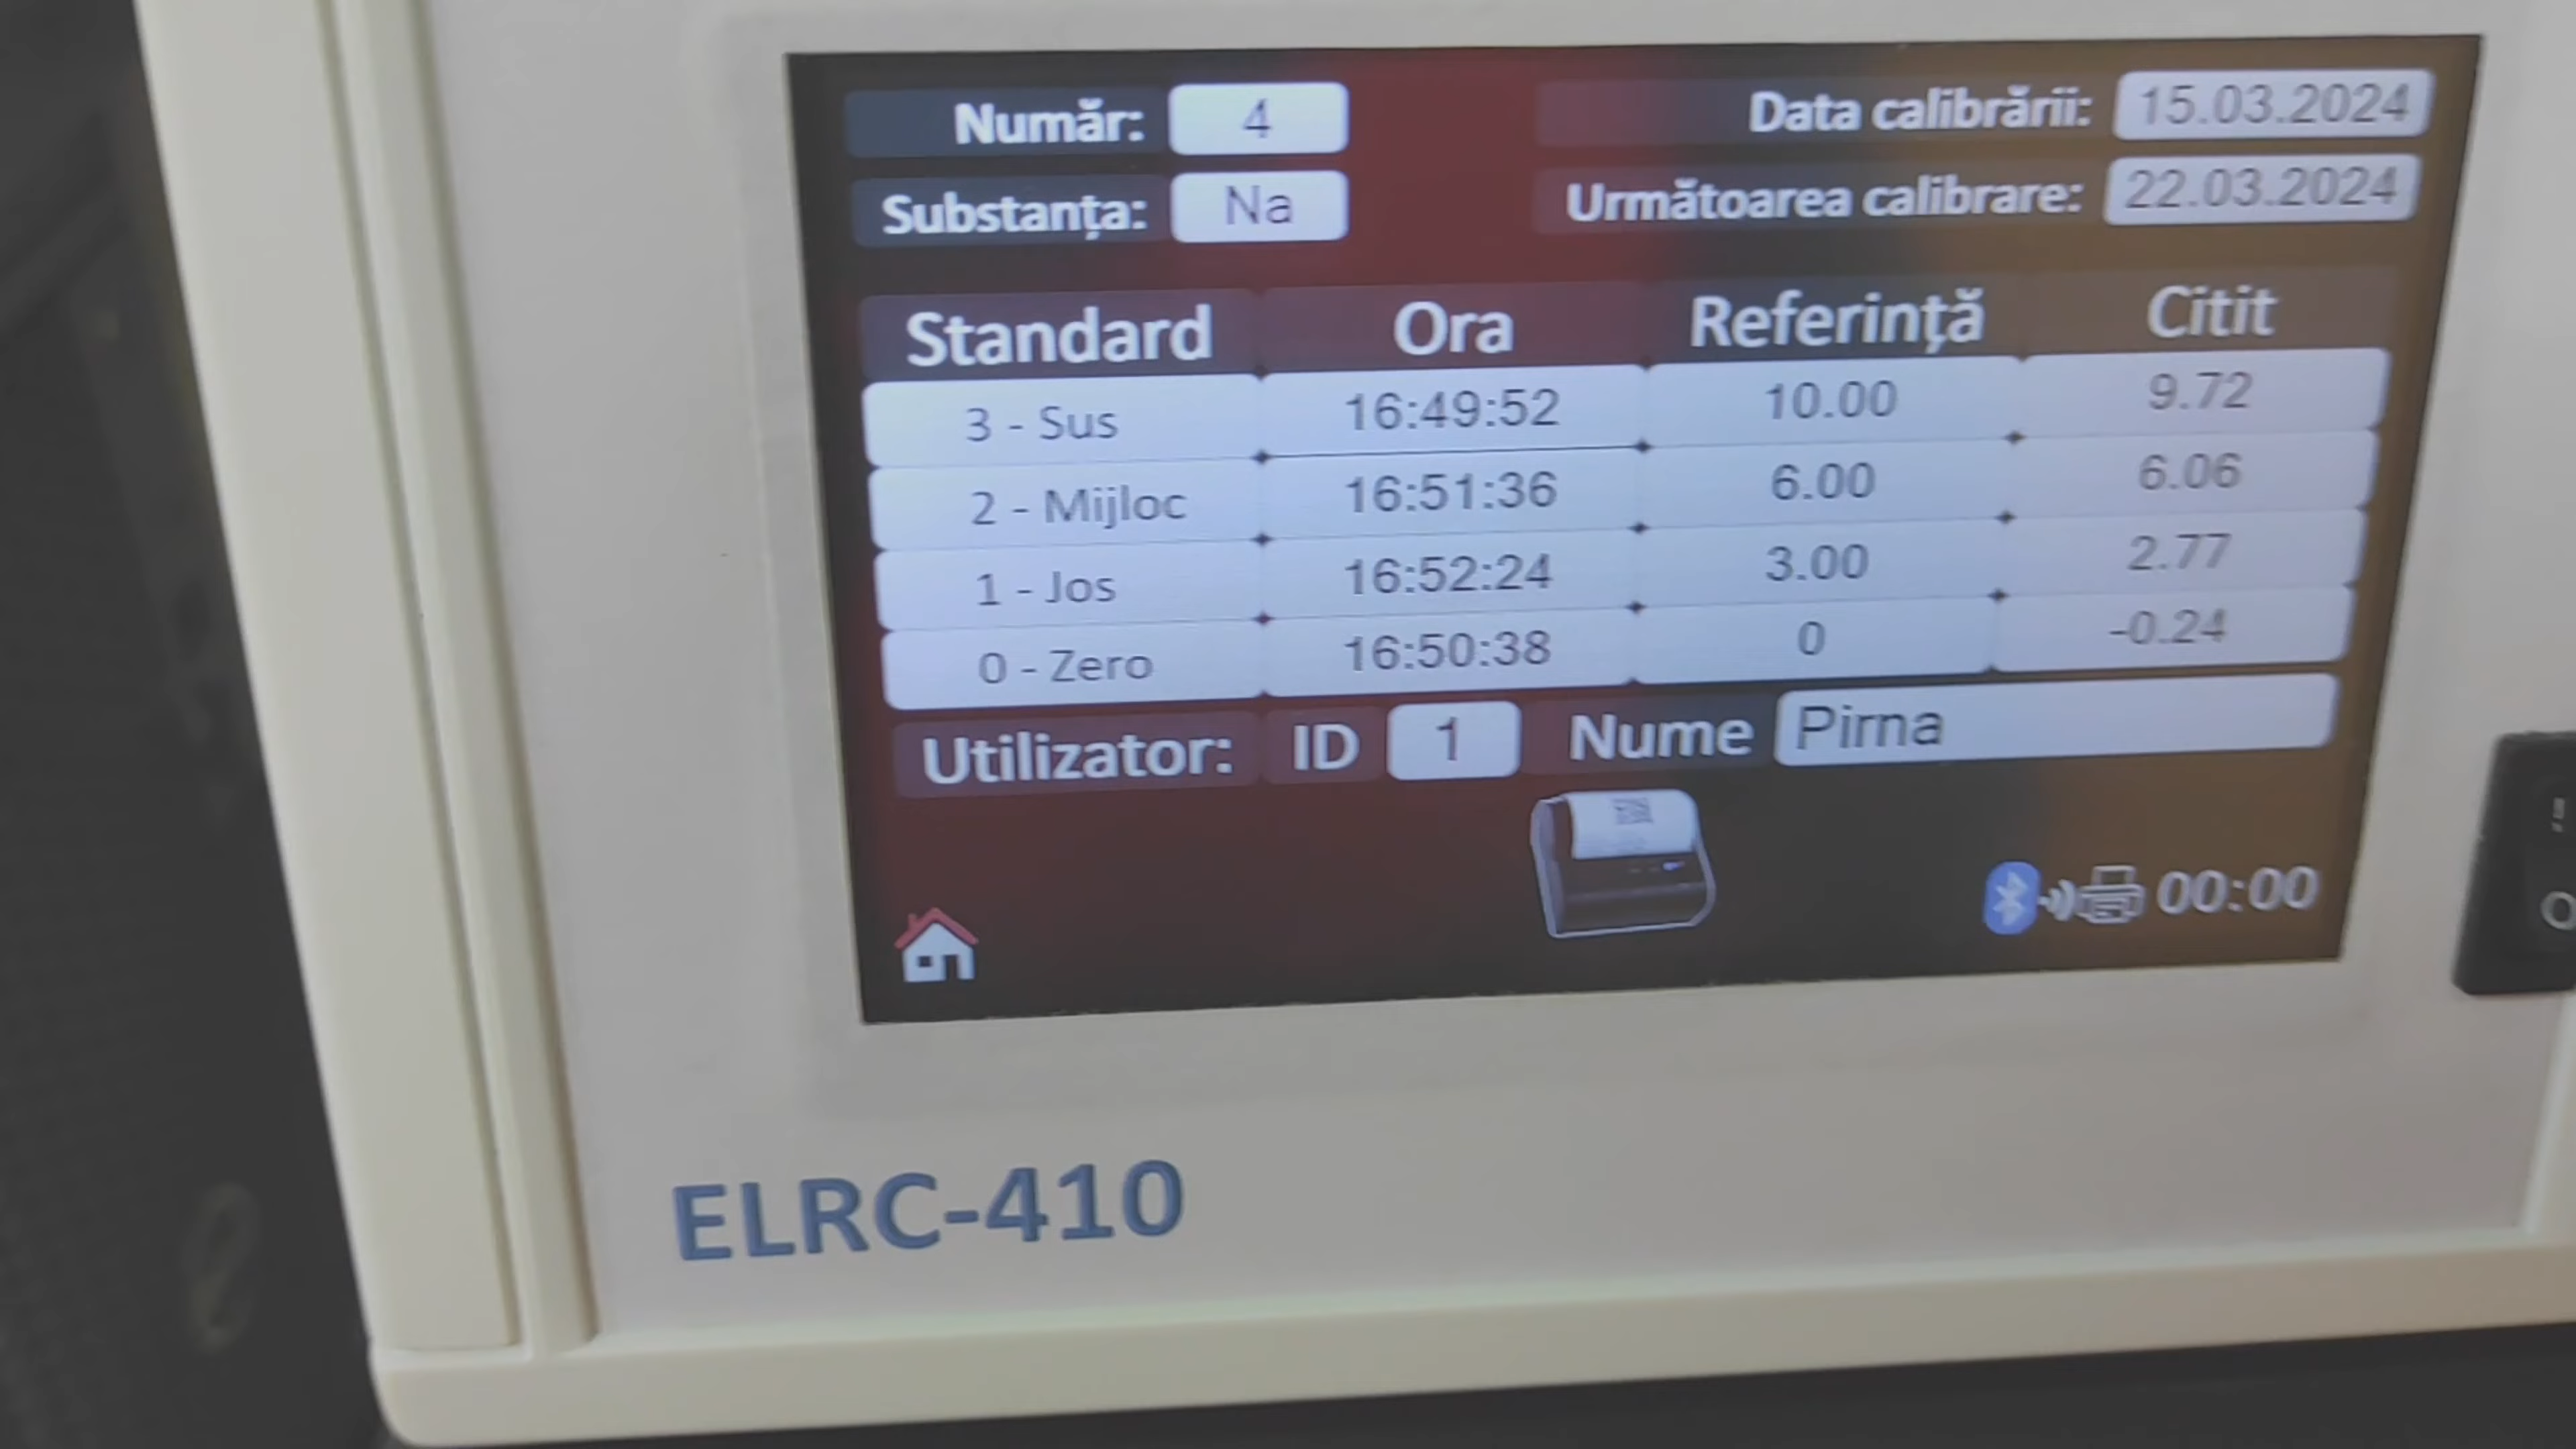 Număr: 4 Data calibrării: 15.03.2024
Substanța: Na Următoarea calibrare: 22.03.2024
Standard Ora Referință Citit
3 - Sus 16:49:52 10.00 9.72
2 - Mijloc 16:51:36 6.00 6.06
1 - Jos 16:52:24 3.00 2.77
0 - Zero 16:50:38 0 -0.24
Utilizator: ID 1 Nume Pirna
00:00
ELRC-410